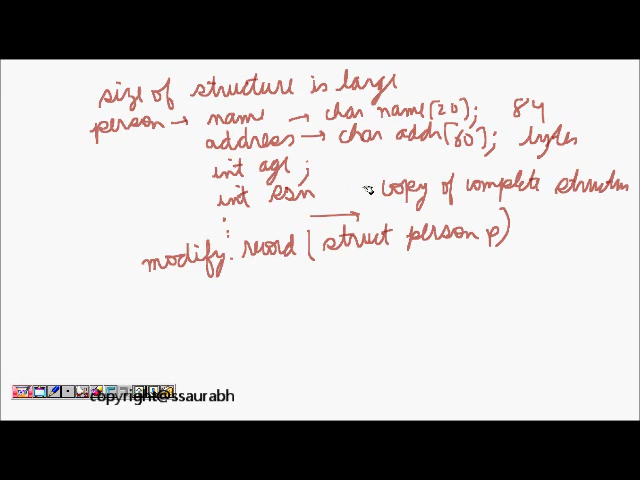 size of structure is large
person → name → char name[20]; 84
address → char addr[60]; bytes
int age;
int ssn copy of complete structure
:
modify_record (struct person p)
copyright@ssaurabh